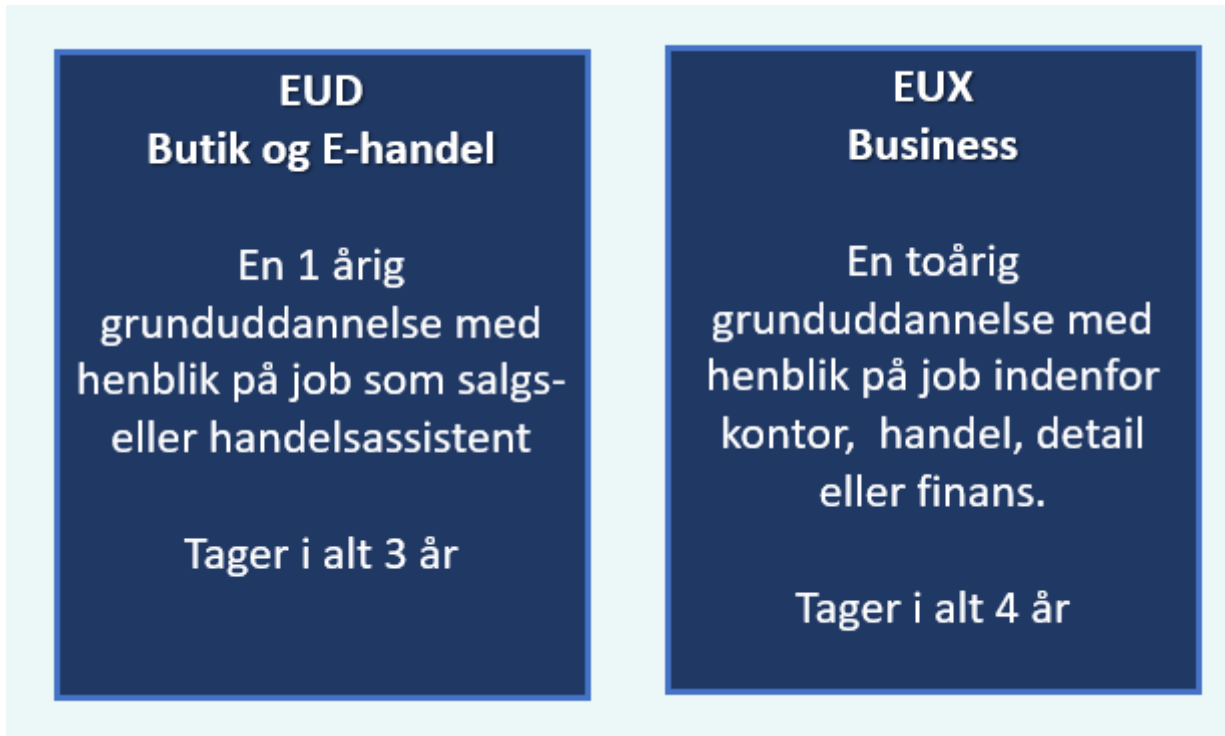 EUD
Butik og E-handel
En 1 årig
grunduddannelse med
henblik på job som salgs-
eller handelsassistent
Tager i alt 3 år
EUX
Business
En toårig
grunduddannelse med
henblik på job indenfor
kontor,  handel, detail
eller finans.
Tager i alt 4 år